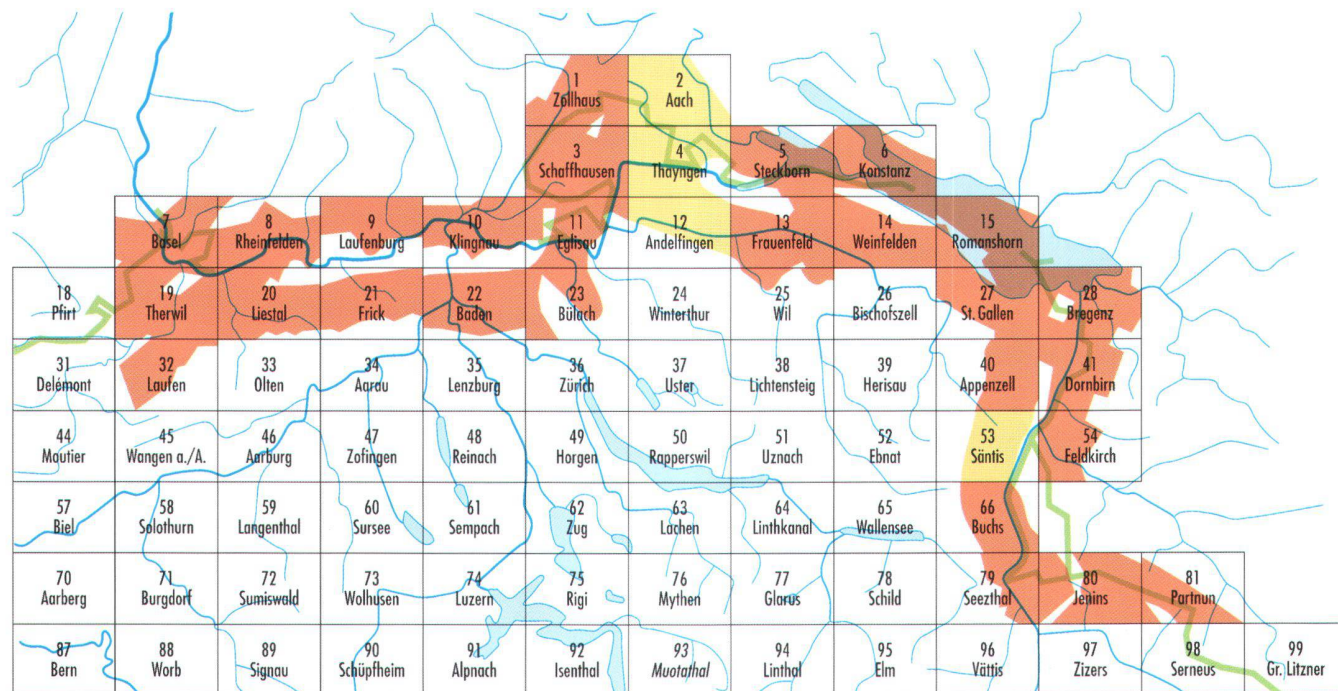 1
Zollhaus
2
Aach
3
Schaffhausen
4
Thayngen
5
Steckborn
6
Konstanz
7
Basel
8
Rheinfelden
9
Laufenburg
10
Klingnau
11
Eglisau
12
Andelfingen
13
Frauenfeld
14
Weinfelden
15
Romanshorn
18
Pfirt
19
Therwil
20
Liestal
21
Frick
22
Baden
23
Bülach
24
Winterthur
25
Wil
26
Bischofszell
27
St. Gallen
28
Bregenz
31
Delémont
32
Laufen
33
Olten
34
Aarau
35
Lenzburg
36
Zürich
37
Uster
38
Lichtensteig
39
Herisau
40
Appenzell
41
Dornbirn
44
Moutier
45
Wangen a./A.
46
Aarburg
47
Zofingen
48
Reinach
49
Horgen
50
Rapperswil
51
Uznach
52
Ebnat
53
Säntis
54
Feldkirch
57
Biel
58
Solothurn
59
Langenthal
60
Sursee
61
Sempach
62
Zug
63
Lachen
64
Linthkanal
65
Wallensee
66
Buchs
70
Aarberg
71
Burgdorf
72
Sumiswald
73
Wolhusen
74
Luzern
75
Rigi
76
Mythen
77
Glarus
78
Schild
79
Seezthal
80
Jenins
81
Partnun
87
Bern
88
Worb
89
Signau
90
Schüpfheim
91
Alpnach
92
Isenthal
93
Muotathal
94
Linthal
95
Elm
96
Vättis
97
Zizers
98
Serneus
99
Gr. Litzner